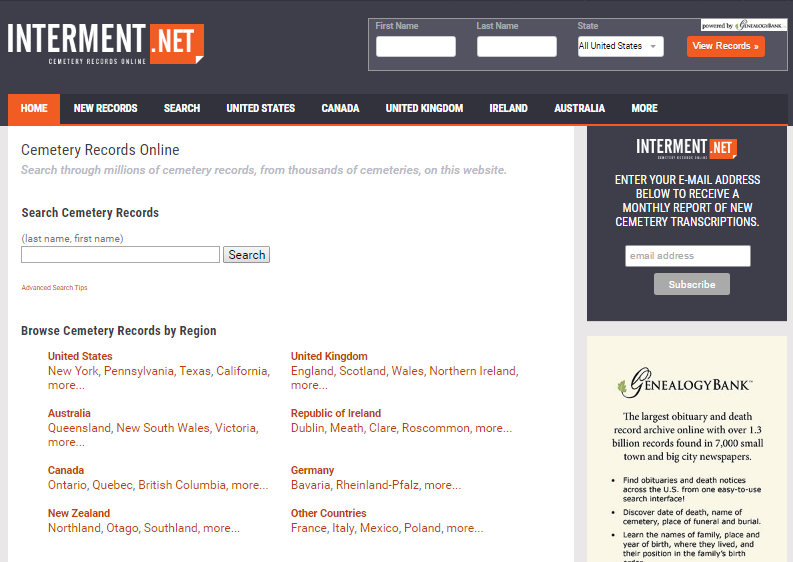 INTERMENT.NET
CEMETERY RECORDS ONLINE
First Name Last Name State
powered by GENEALOGYBANK
All United States
View Records »
HOME NEW RECORDS SEARCH UNITED STATES CANADA UNITED KINGDOM IRELAND AUSTRALIA MORE
Cemetery Records Online
Search through millions of cemetery records, from thousands of cemeteries, on this website.
Search Cemetery Records
(last name, first name)
Search
Advanced Search Tips
Browse Cemetery Records by Region
United States
New York, Pennsylvania, Texas, California,
more...
United Kingdom
England, Scotland, Wales, Northern Ireland,
more...
Australia
Queensland, New South Wales, Victoria,
more...
Republic of Ireland
Dublin, Meath, Clare, Roscommon, more...
Canada
Ontario, Quebec, British Columbia, more...
Germany
Bavaria, Rheinland-Pfalz, more...
New Zealand
Northland, Otago, Southland, more...
Other Countries
France, Italy, Mexico, Poland, more...
INTERMENT.NET
CEMETERY RECORDS ONLINE
ENTER YOUR E-MAIL ADDRESS
BELOW TO RECEIVE A
MONTHLY REPORT OF NEW
CEMETERY TRANSCRIPTIONS.
email address
Subscribe
GENEALOGYBANK™
The largest obituary and death
record archive online with over 1.3
billion records found in 7,000 small
town and big city newspapers.
• Find obituaries and death notices
across the U.S. from one easy-to-use
search interface!
• Discover date of death, name of
cemetery, place of funeral and burial.
• Learn the names of family, place and
year of birth, where they lived, and
their position in the family's birth